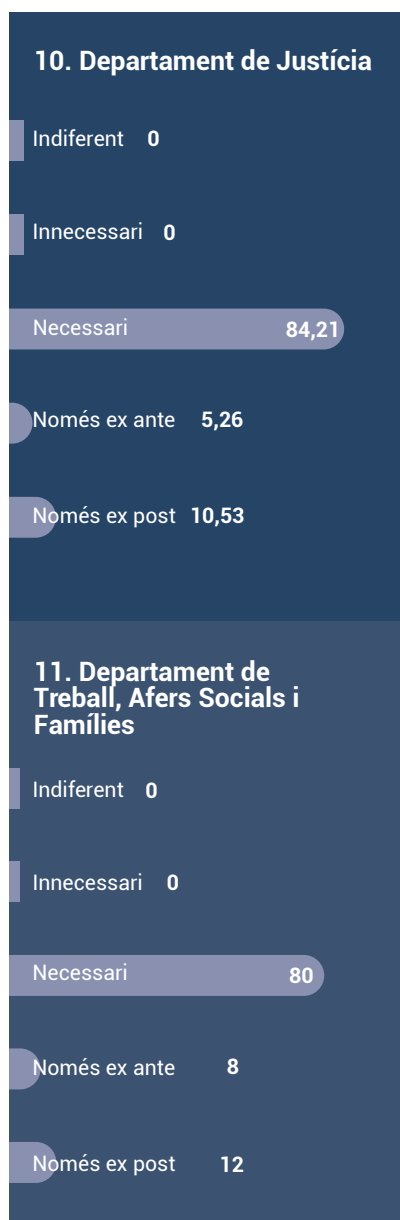 10. Departament de Justícia
Indiferent 0
Innecessari 0
Necessari 84,21
Només ex ante 5,26
Només ex post 10,53
11. Departament de
Treball, Afers Socials i
Famílies
Indiferent 0
Innecessari 0
Necessari 80
Només ex ante 8
Només ex post 12